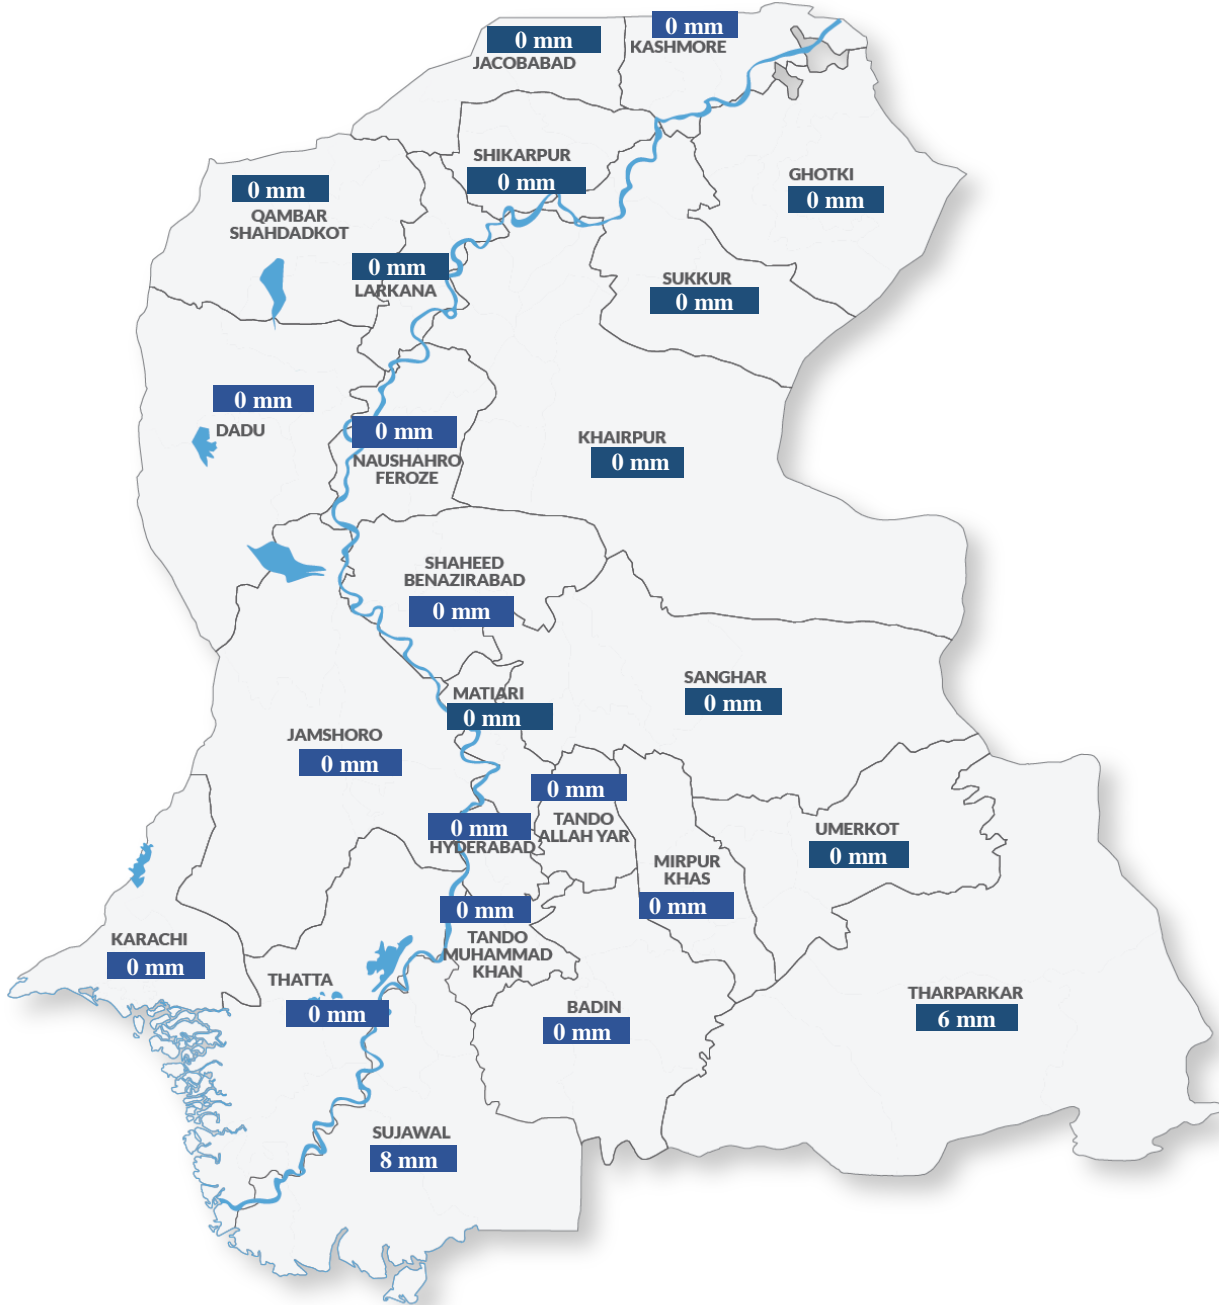 0 mm
KASHMORE
0 mm
JACOBABAD
SHIKARPUR
0 mm
GHOTKI
0 mm
0 mm
QAMBAR
SHAHDADKOT
0 mm
LARKANA
SUKKUR
0 mm
0 mm
DADU
0 mm
NAUSHAHRO
FEROZE
KHAIRPUR
0 mm
SHAHEED
BENAZIRABAD
0 mm
SANGHAR
0 mm
MATIARI
0 mm
JAMSHORO
0 mm
0 mm
TANDO
ALLAH YAR
0 mm
HYDERABAD
UMERKOT
0 mm
MIRPUR
KHAS
0 mm
0 mm
TANDO
MUHAMMAD
KHAN
KARACHI
0 mm
THATTA
0 mm
BADIN
0 mm
THARPARKAR
6 mm
SUJAWAL
8 mm